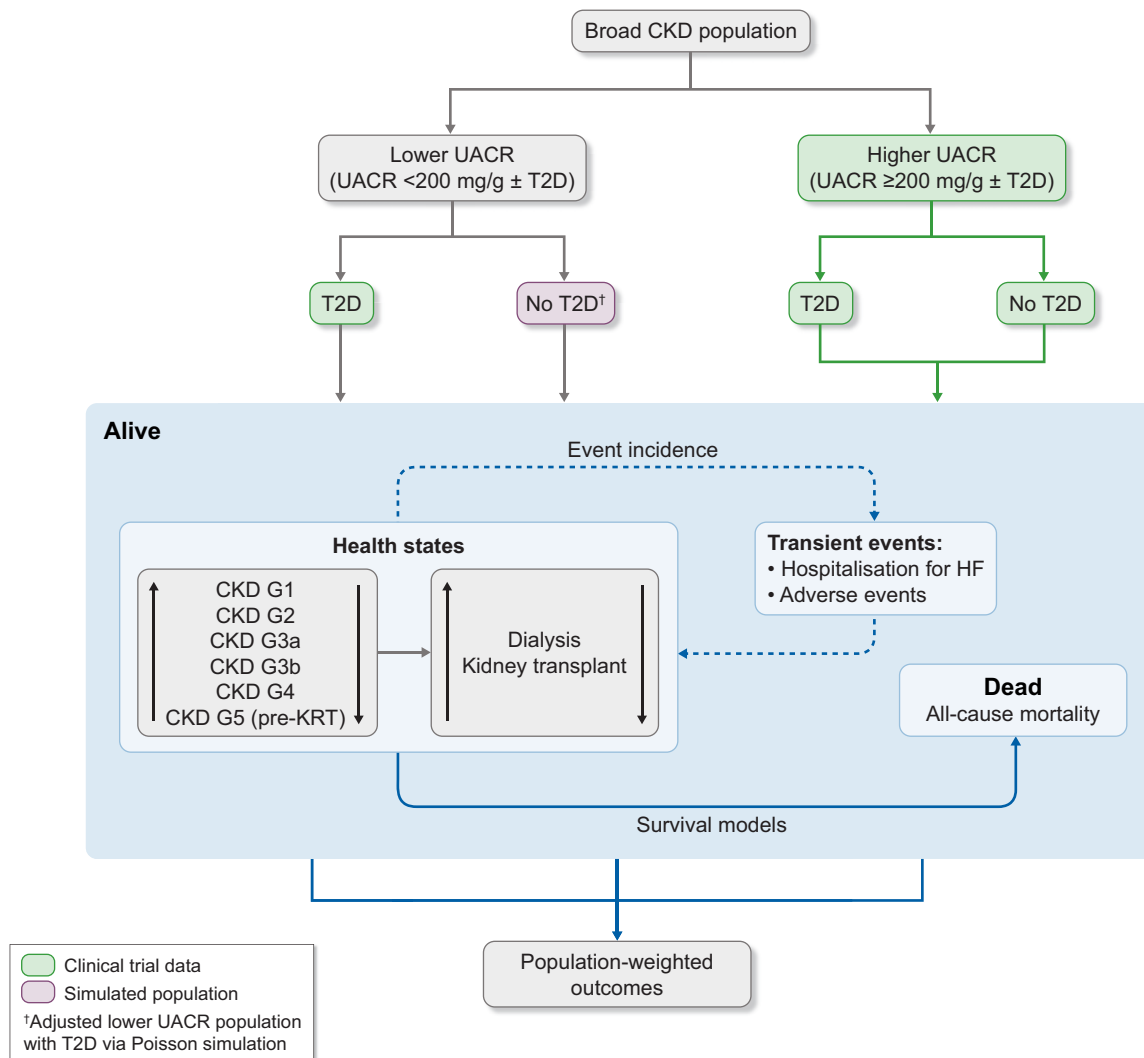 Broad CKD population
Lower UACR
(UACR <200 mg/g ± T2D)
Higher UACR
(UACR ≥200 mg/g ± T2D)
T2D
No T2D†
T2D
No T2D
Alive
Event incidence
Health states
CKD G1
CKD G2
CKD G3a
CKD G3b
CKD G4
CKD G5 (pre-KRT)
Dialysis
Kidney transplant
Transient events:
• Hospitalisation for HF
• Adverse events
Dead
All-cause mortality
Survival models
Population-weighted
outcomes
Clinical trial data
Simulated population
†Adjusted lower UACR population
with T2D via Poisson simulation